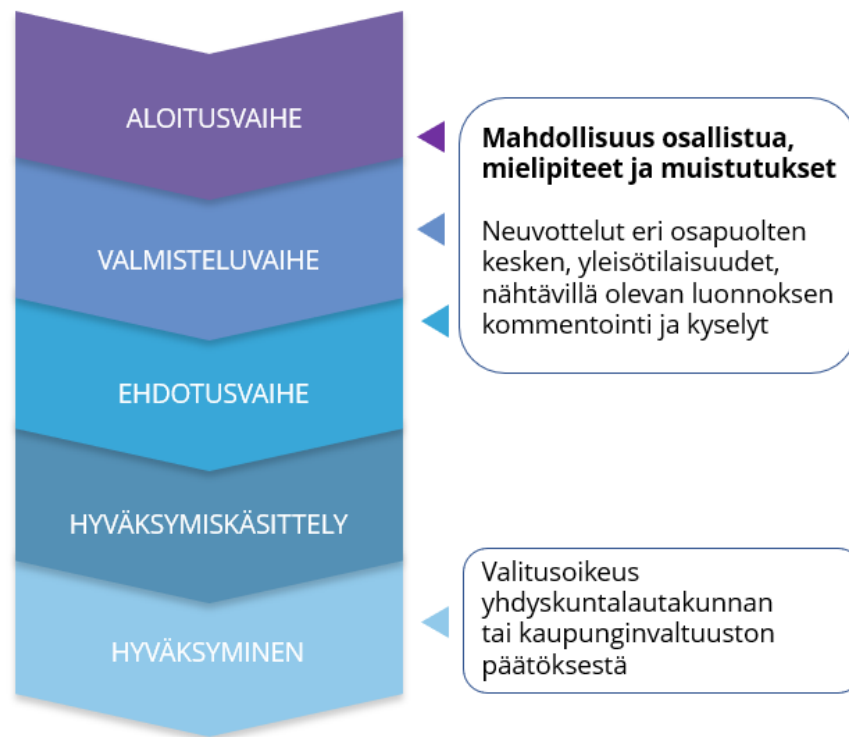 ALOITUSVAIHE
Mahdollisuus osallistua,
mielipiteet ja muistutukset
VALMISTELUVAIHE
Neuvottelut eri osapuolten
kesken, yleisötilaisuudet,
nähtävillä olevan luonnoksen
kommentointi ja kyselyt
EHDOTUSVAIHE
HYVÄKSYMISKÄSITTELY
HYVÄKSYMINEN
Valitusoikeus
yhdyskuntalautakunnan
tai kaupunginvaltuuston
päätöksestä